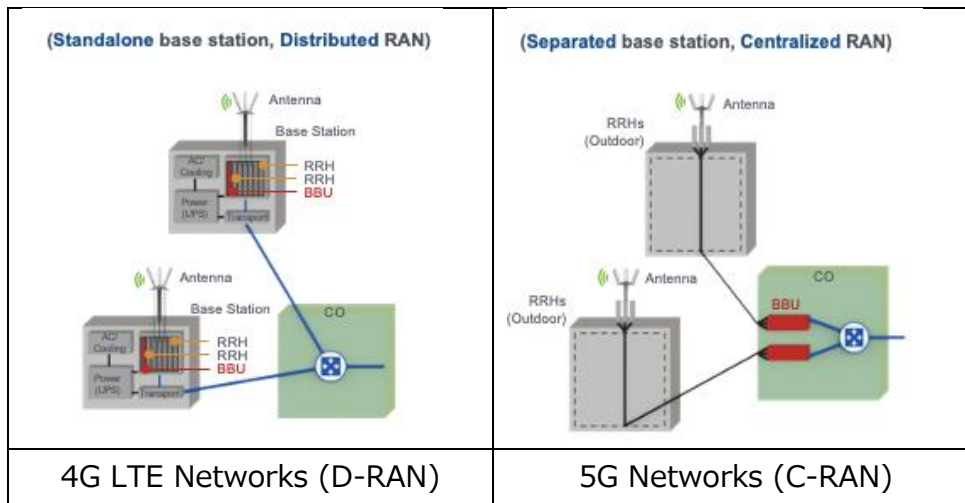 (Standalone base station, Distributed RAN)
Antenna
Base Station
AC/
Cooling
RRH
RRH
BBU
Power
(UPS)
Transport
Antenna
Base Station
AC/
Cooling
RRH
RRH
BBU
Power
(UPS)
Transport
CO
4G LTE Networks (D-RAN)
(Separated base station, Centralized RAN)
Antenna
RRHs
(Outdoor)
Antenna
RRHs
(Outdoor)
CO
BBU
5G Networks (C-RAN)